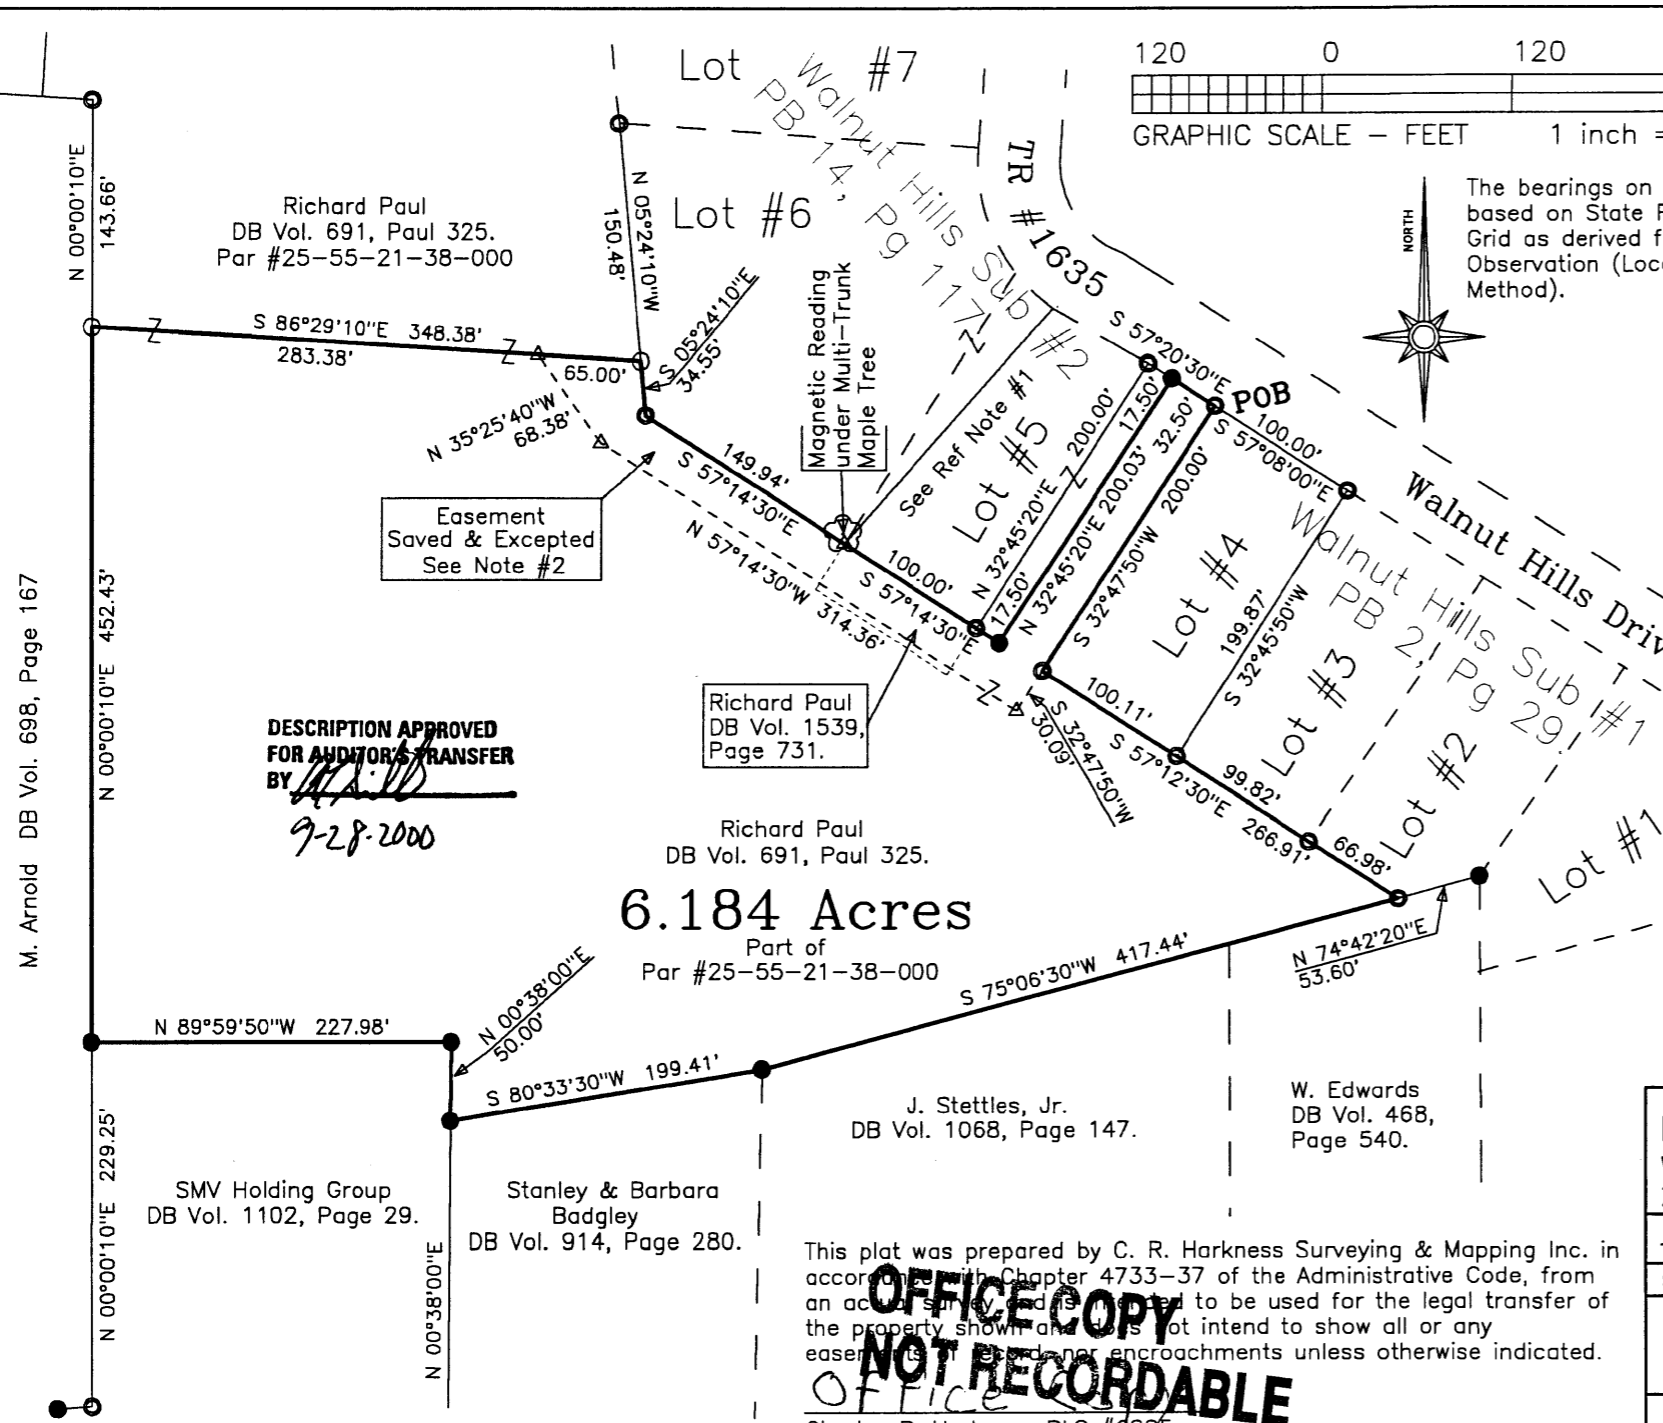 Lot #7
Walnut Hills Sub #2
PB 14, Pg 117
120 0 120
GRAPHIC SCALE – FEET 1 inch =
TR #1635
NORTH
The bearings on
based on State
Grid as derived
Observation
Method).
N 00°00'10"E
143.66'
Richard Paul
DB Vol. 691, Paul 325.
Par #25-55-21-38-000
N 05°24'10"W
150.48'
Lot #6
S 05°24'10"E
34.55'
Magnetic Reading
under Multi-Trunk
Maple Tree
S 86°29'10"E 348.38'
283.38'
65.00'
N 35°25'40"W
68.38'
149.94'
S 57°14'30"E
Easement
Saved & Excepted
See Note #2
N 57°14'30"W 314.36'
100.00'
S 57°14'30"E
See Ref Note #1
Lot #5
S 57°20'30"E
17.50'
32.50'
POB
100.00'
S 57°08'00"E
N 32°45'20"E 200.00'
17.50'
N 32°45'20"E 200.03'
S 32°47'50"W 200.00'
Lot #4
199.87'
S 32°45'50"W
Walnut Hills
Walnut Hills Sub #1
PB 2, Pg 29
Lot #3
Lot #2
Lot #1
100.11'
S 57°12'30"E 266.91'
99.82'
66.98'
S 32°47'50"W
30.09'
Richard Paul
DB Vol. 1539,
Page 731.
M. Arnold DB Vol. 698, Page 167
N 00°00'10"E 452.43'
DESCRIPTION APPROVED
FOR AUDITOR'S TRANSFER
BY
9-28-2000
Richard Paul
DB Vol. 691, Paul 325.
6.184 Acres
Part of
Par #25-55-21-38-000
N 74°42'20"E
53.60'
S 75°06'30"W 417.44'
N 89°59'50"W 227.98'
N 00°38'00"E
50.00'
S 80°33'30"W 199.41'
J. Stettles, Jr.
DB Vol. 1068, Page 147.
W. Edwards
DB Vol. 468,
Page 540.
N 00°00'10"E 229.25'
SMV Holding Group
DB Vol. 1102, Page 29.
N 00°38'00"E
Stanley & Barbara
Badgley
DB Vol. 914, Page 280.
This plat was prepared by C. R. Harkness Surveying & Mapping Inc. in
accordance with Chapter 4733-37 of the Administrative Code, from
an actual survey and is intended to be used for the legal transfer of
the property shown and does not intend to show all or any
easements of record, nor encroachments unless otherwise indicated.
OFFICE COPY
NOT RECORDABLE
OFFICE